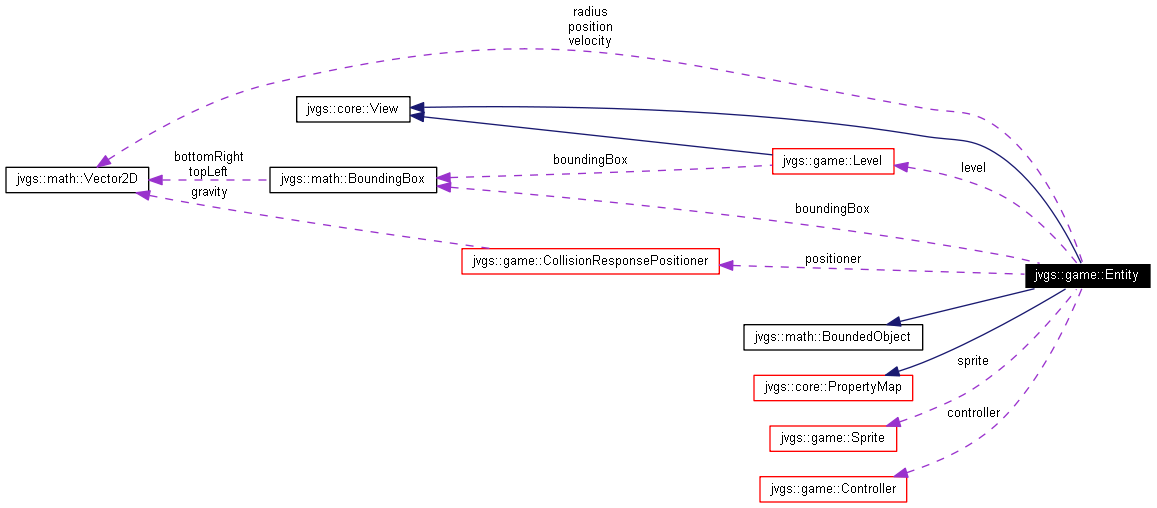 radius
position
velocity
jvgs::core::View
jvgs::game::Level
boundingBox
bottomRight
topLeft
level
jvgs::math::Vector2D
jvgs::math::BoundingBox
gravity
boundingBox
positioner
jvgs::game::CollisionResponsePositioner
jvgs::game::Entity
jvgs::math::BoundedObject
sprite
jvgs::core::PropertyMap
controller
jvgs::game::Sprite
jvgs::game::Controller